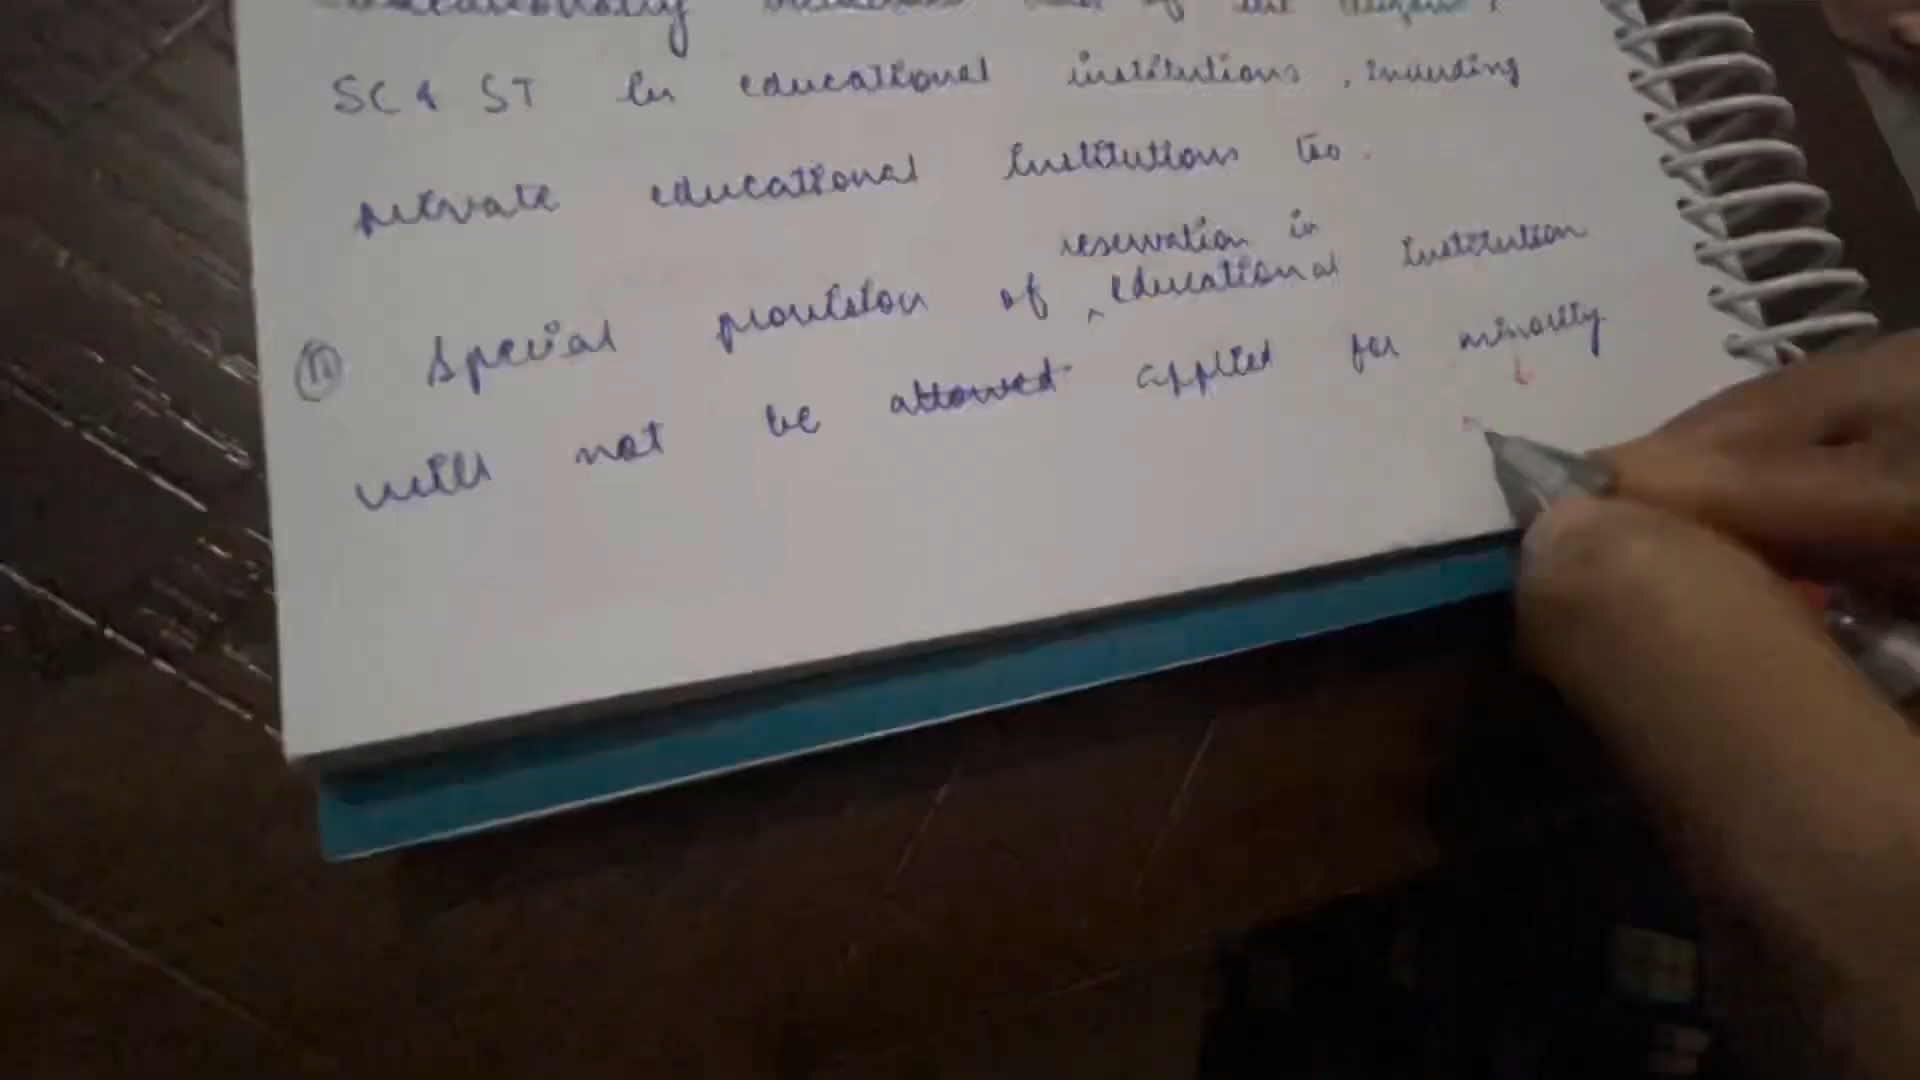 SC & ST in educational institutions, including
private educational institutions too.
(n) Special provision of ^ reservation in educational institution
will not be allowed applied for minority.